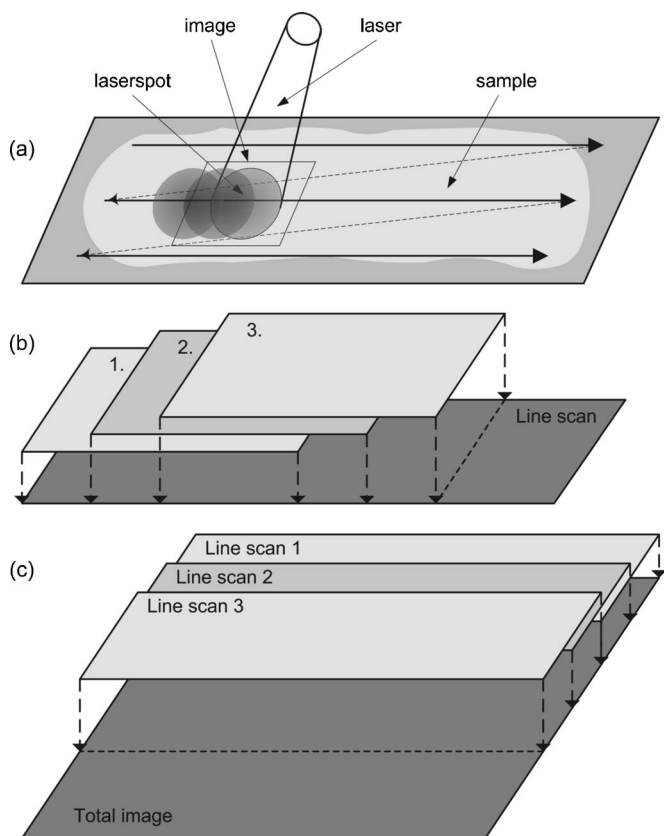 image
laser
laserspot
sample
(a)
(b)
1.
2.
3.
Line scan
(c)
Line scan 1
Line scan 2
Line scan 3
Total image